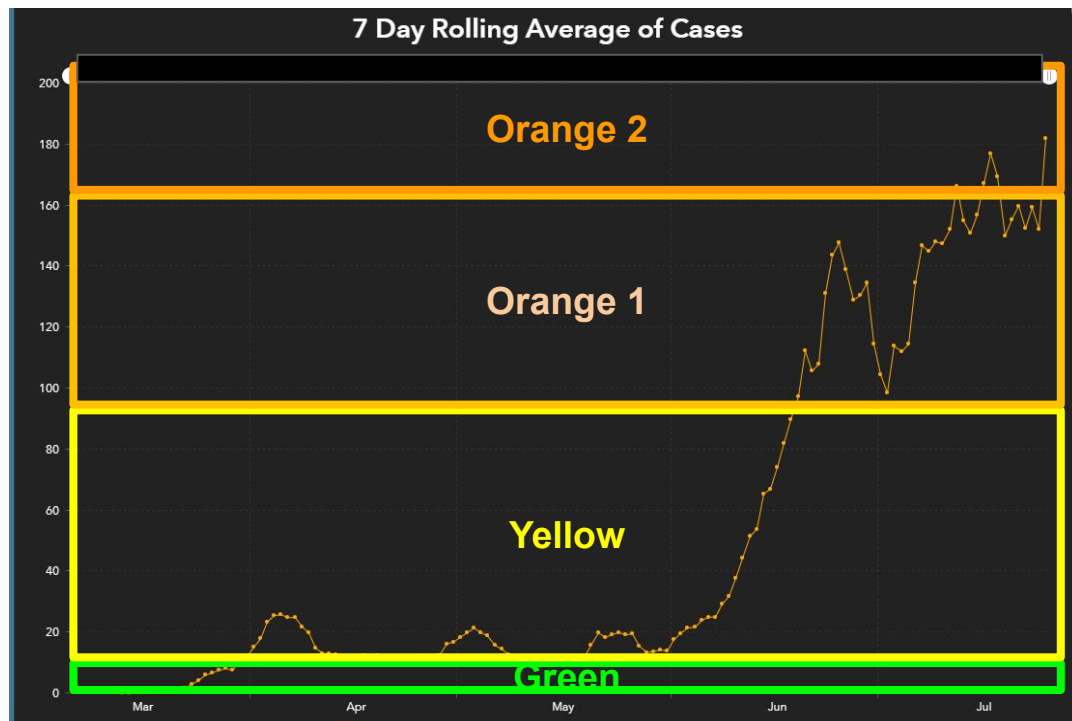 7 Day Rolling Average of Cases
200
Orange 2
180
160
140
Orange 1
120
100
80
60
Yellow
40
20
Green
0
Mar Apr May Jun Jul